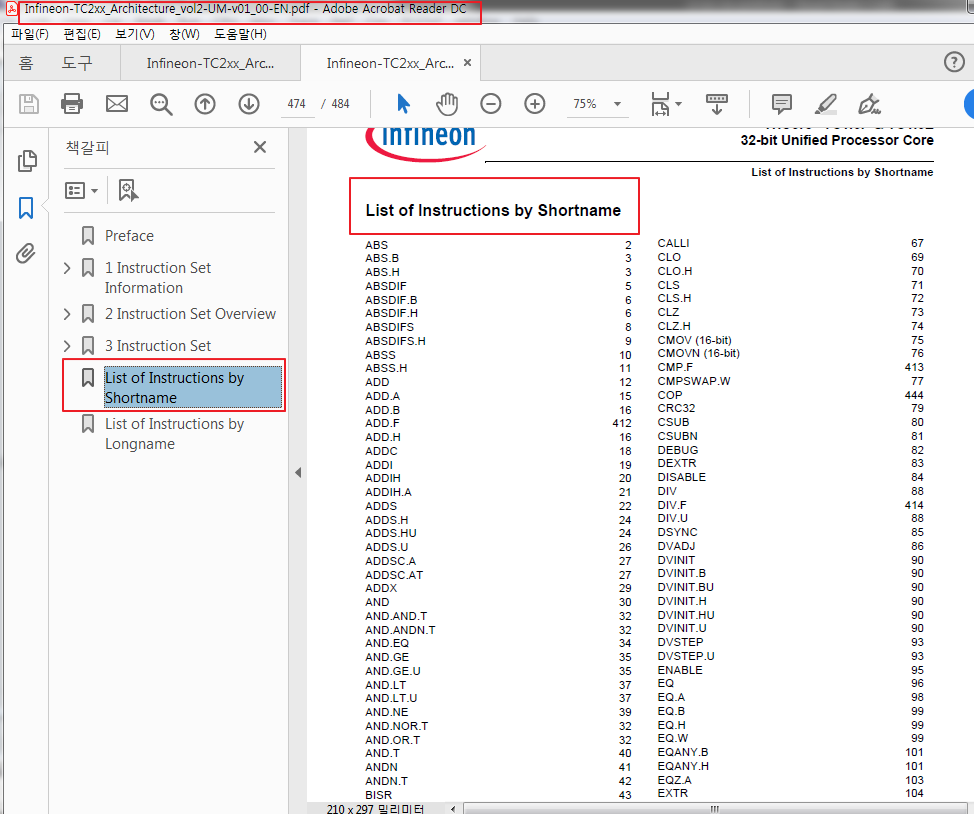 Infineon-TC2xx_Architecture_vol2-UM-v01_00-EN.pdf - Adobe Acrobat Reader DC
파일(F) 편집(E) 보기(V) 창(W) 도움말(H)
홈 도구 Infineon-TC2xx_Arc... Infineon-TC2xx_Arc... ×
474 / 484 75%
책갈피
Preface
1 Instruction Set
Information
2 Instruction Set Overview
3 Instruction Set
List of Instructions by
Shortname
List of Instructions by
Longname
infineon
32-bit Unified Processor Core
List of Instructions by Shortname
List of Instructions by Shortname
ABS 2
ABS.B 3
ABS.H 3
ABSDIF 5
ABSDIF.B 6
ABSDIF.H 6
ABSDIFS 8
ABSDIFS.H 9
ABSS 10
ABSS.H 11
ADD 12
ADD.A 15
ADD.B 16
ADD.F 412
ADD.H 16
ADDC 18
ADDI 19
ADDIH 20
ADDIH.A 21
ADDS 22
ADDS.H 24
ADDS.HU 24
ADDS.U 26
ADDSC.A 27
ADDSC.AT 27
ADDX 29
AND 30
AND.AND.T 32
AND.ANDN.T 32
AND.EQ 34
AND.GE 35
AND.GE.U 35
AND.LT 37
AND.LT.U 37
AND.NE 39
AND.NOR.T 32
AND.OR.T 32
AND.T 40
ANDN 41
ANDN.T 42
BISR 43
CALLI 67
CLO 69
CLO.H 70
CLS 71
CLS.H 72
CLZ 73
CLZ.H 74
CMOV (16-bit) 75
CMOVN (16-bit) 76
CMP.F 413
CMPSWAP.W 77
COP 444
CRC32 79
CSUB 80
CSUBN 81
DEBUG 82
DEXTR 83
DISABLE 84
DIV 88
DIV.F 414
DIV.U 88
DSYNC 85
DVADJ 86
DVINIT 90
DVINIT.B 90
DVINIT.BU 90
DVINIT.H 90
DVINIT.HU 90
DVINIT.U 90
DVSTEP 93
DVSTEP.U 93
ENABLE 95
EQ 96
EQ.A 98
EQ.B 99
EQ.H 99
EQ.W 99
EQANY.B 101
EQANY.H 101
EQZ.A 103
EXTR 104
210 x 297 밀리미터